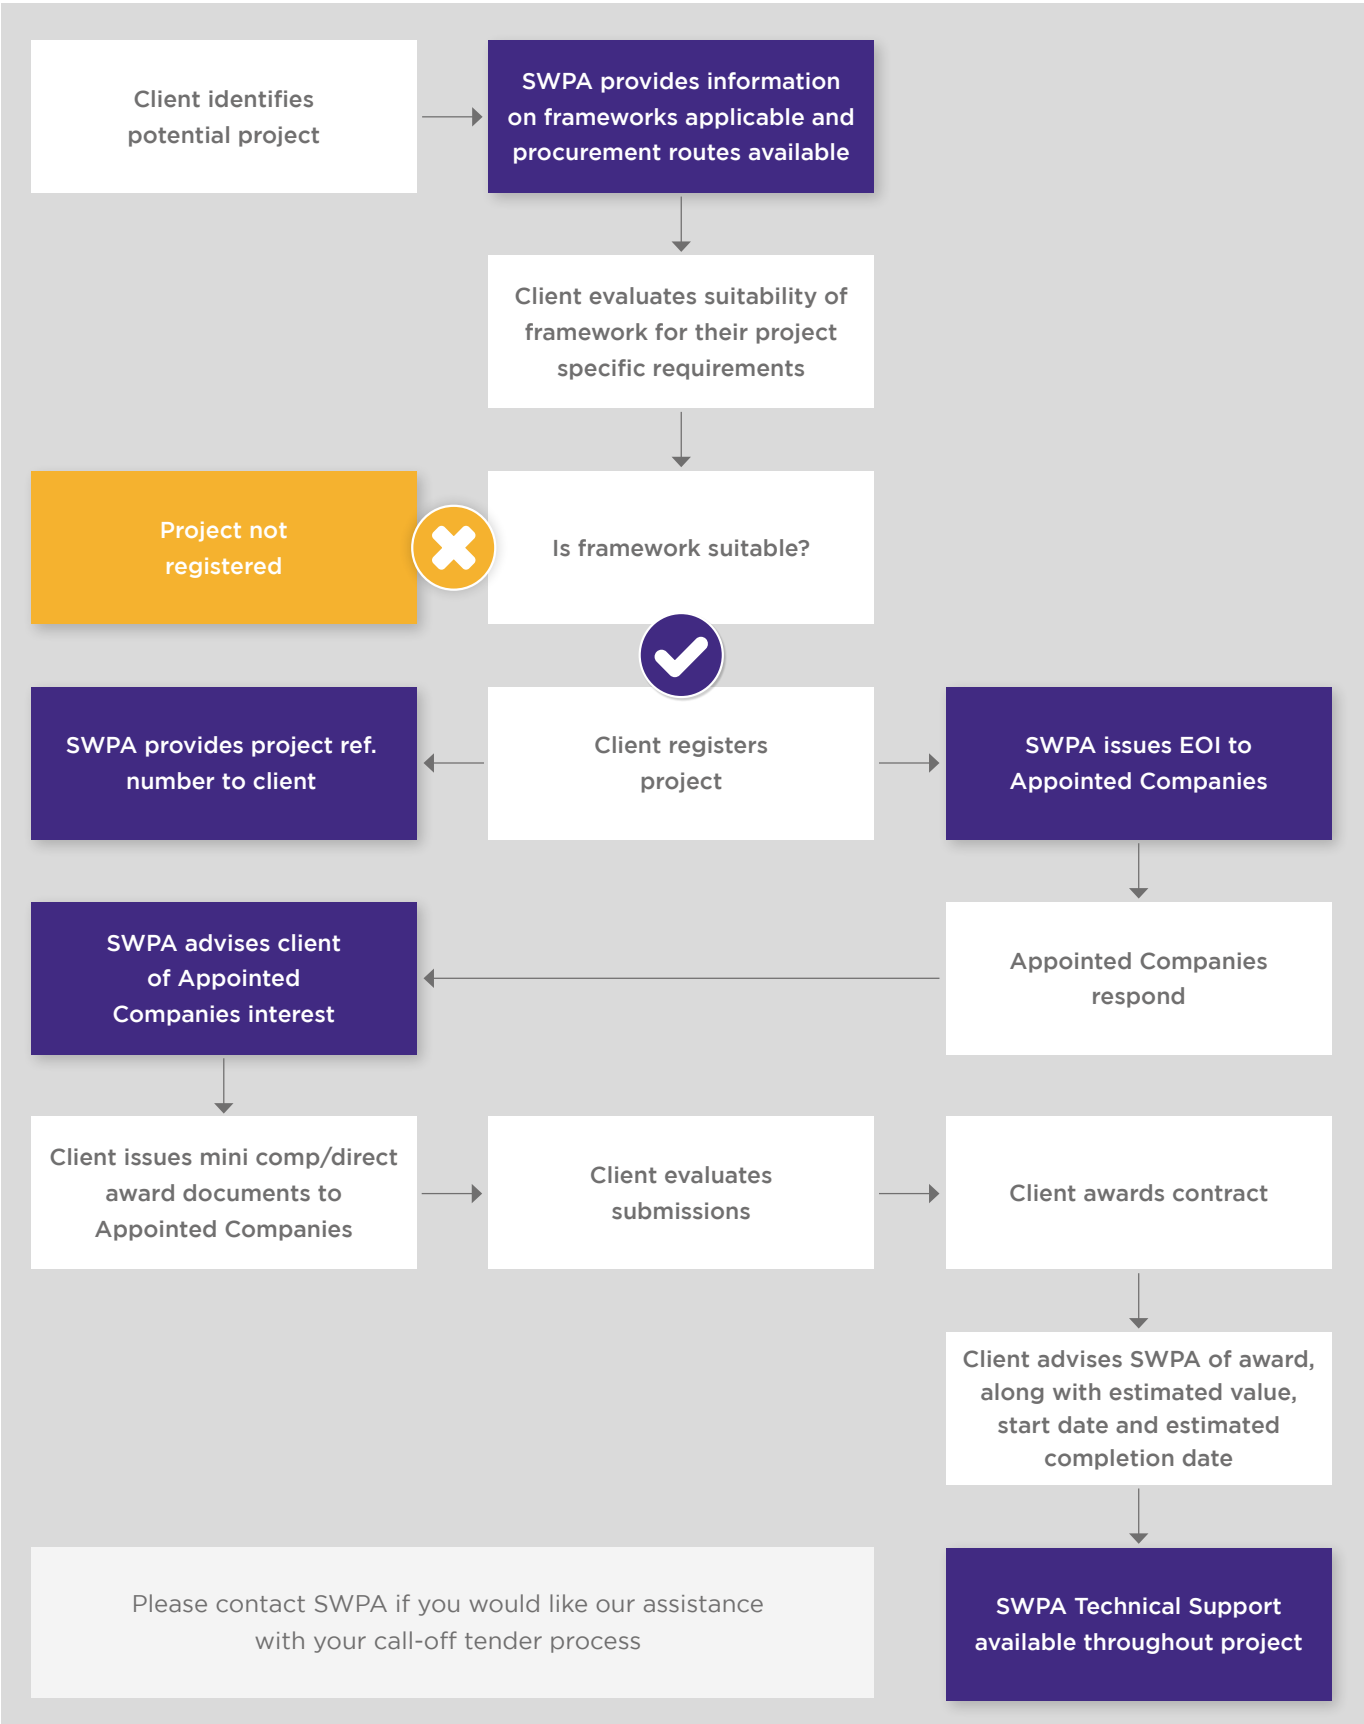 Client identifies
potential project
SWPA provides information
on frameworks applicable and
procurement routes available
Client evaluates suitability of
framework for their project
specific requirements
Project not
registered
Is framework suitable?
SWPA provides project ref.
number to client
Client registers
project
SWPA issues EOI to
Appointed Companies
SWPA advises client
of Appointed
Companies interest
Appointed Companies
respond
Client issues mini comp/direct
award documents to
Appointed Companies
Client evaluates
submissions
Client awards contract
Client advises SWPA of award,
along with estimated value,
start date and estimated
completion date
Please contact SWPA if you would like our assistance
with your call-off tender process
SWPA Technical Support
available throughout project